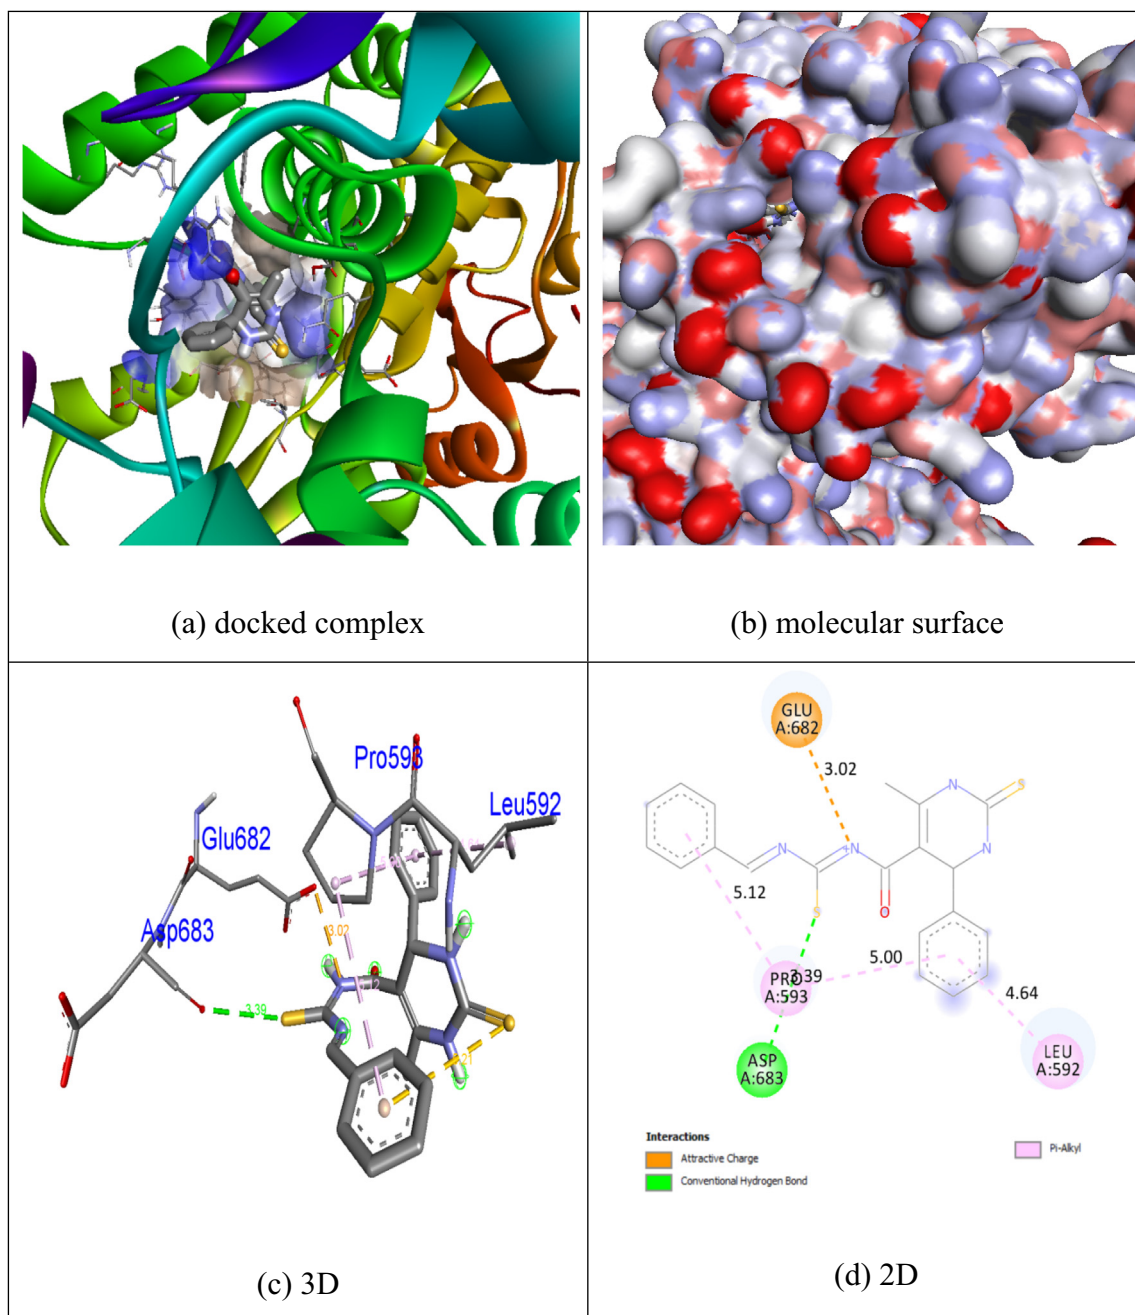 (a) docked complex
(b) molecular surface
Pro593
Leu592
Glu682
Asp683
3.02
3.39
(c) 3D
GLU
A:682
3.02
N
S
N
N
N
N
S
O
5.12
3.39
5.00
4.64
PRO
A:593
ASP
A:683
LEU
A:592
Interactions
Attractive Charge
Conventional Hydrogen Bond
Pi-Alkyl
(d) 2D